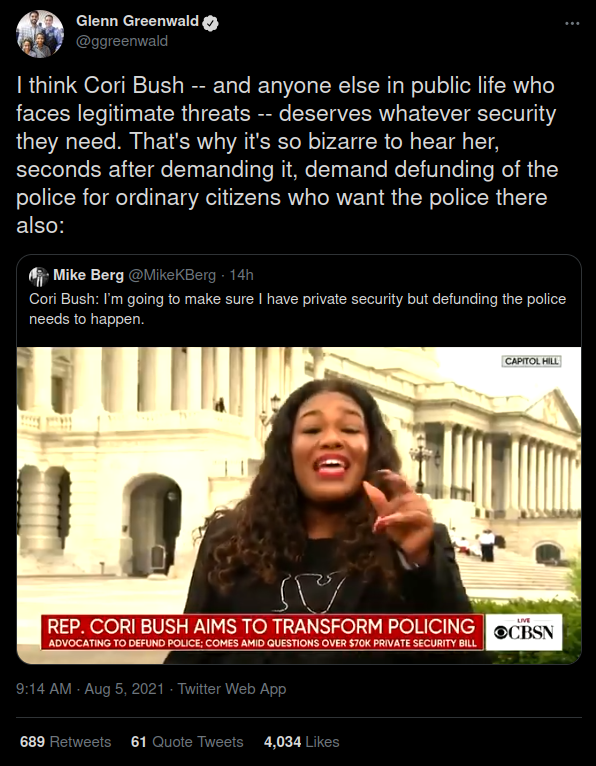 Glenn Greenwald
@ggreenwald
I think Cori Bush -- and anyone else in public life who
faces legitimate threats -- deserves whatever security
they need. That's why it's so bizarre to hear her,
seconds after demanding it, demand defunding of the
police for ordinary citizens who want the police there
also:
Mike Berg @MikeKBerg · 14h
Cori Bush: I'm going to make sure I have private security but defunding the police
needs to happen.
CAPITOL HILL
REP. CORI BUSH AIMS TO TRANSFORM POLICING
ADVOCATING TO DEFUND POLICE; COMES AMID QUESTIONS OVER $70K PRIVATE SECURITY BILL
LIVE
CBSN
9:14 AM · Aug 5, 2021 · Twitter Web App
689 Retweets 61 Quote Tweets 4,034 Likes